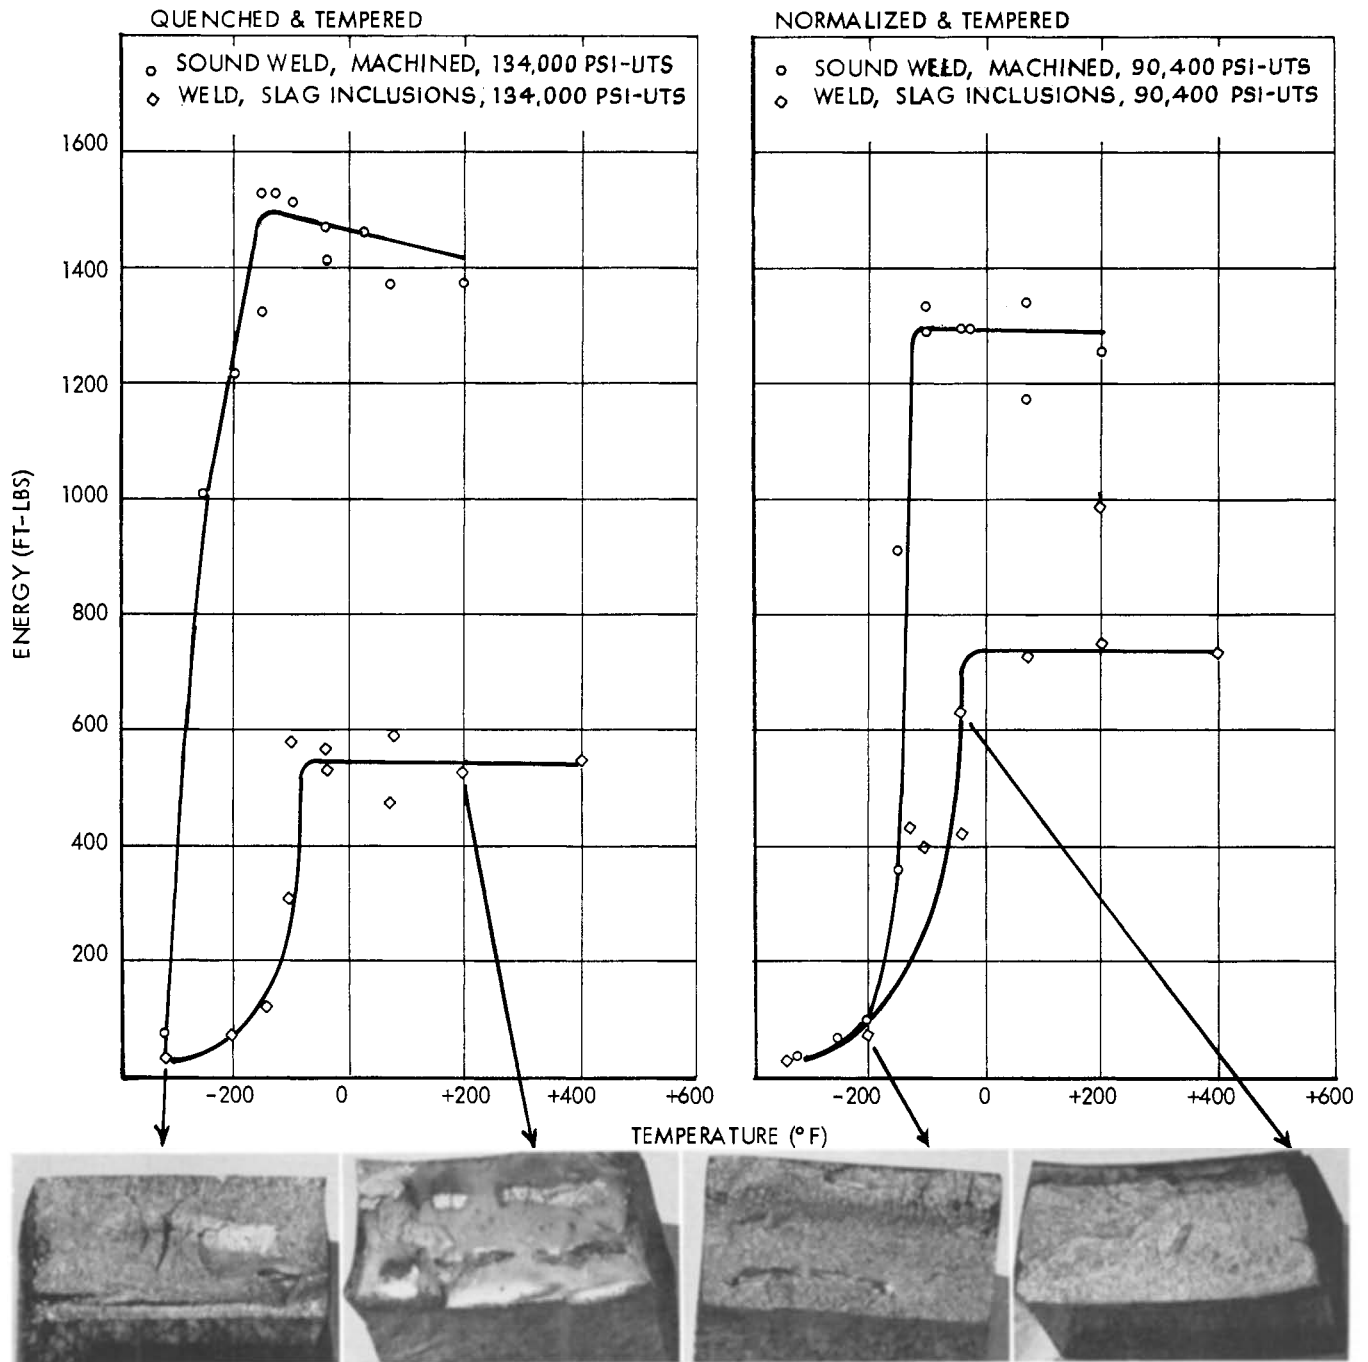 QUENCHED & TEMPERED
SOUND WELD, MACHINED, 134,000 PSI-UTS
WELD, SLAG INCLUSIONS, 134,000 PSI-UTS
NORMALIZED & TEMPERED
SOUND WELD, MACHINED, 90,400 PSI-UTS
WELD, SLAG INCLUSIONS, 90,400 PSI-UTS
ENERGY (FT-LBS)
1600
1400
1200
1000
800
600
400
200
-200 0 +200 +400 +600
-200 0 +200 +400 +600
TEMPERATURE (°F)